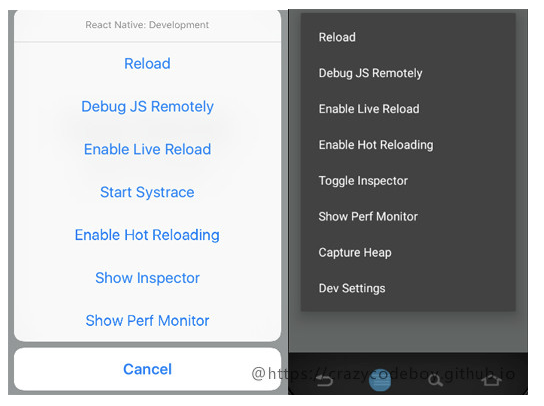 React Native: Development
Reload
Debug JS Remotely
Enable Live Reload
Start Systrace
Enable Hot Reloading
Show Inspector
Show Perf Monitor
Cancel
Reload
Debug JS Remotely
Enable Live Reload
Enable Hot Reloading
Toggle Inspector
Show Perf Monitor
Capture Heap
Dev Settings
@https://crazycodeboy.github.io